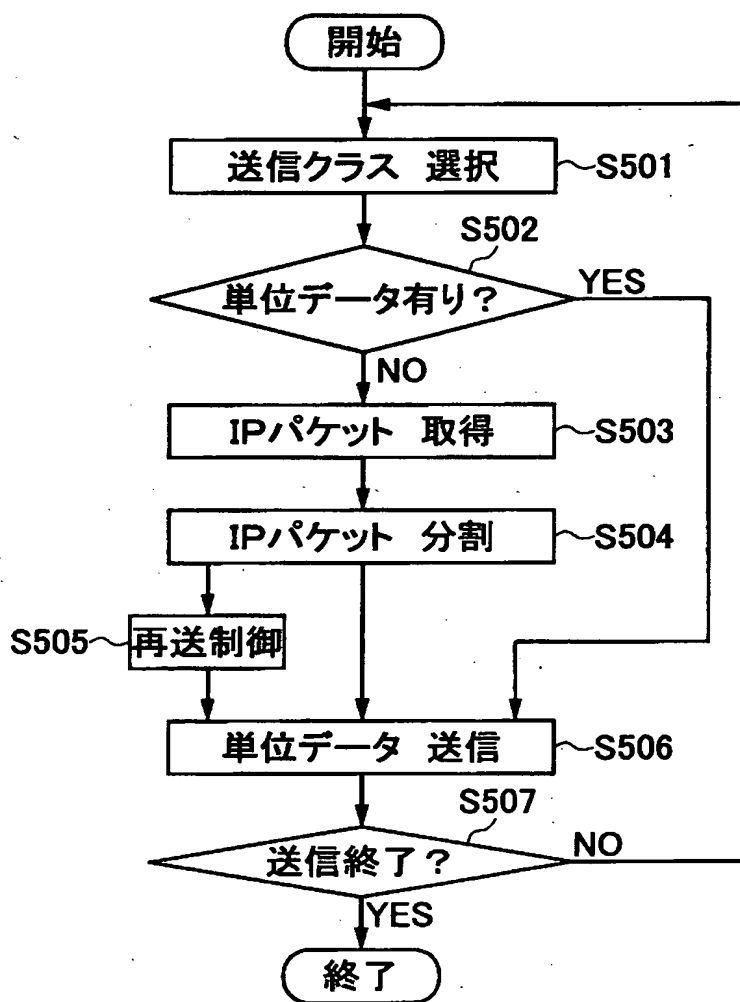 開始
送信クラス 選択
S501
S502
単位データ有り?
YES
NO
IPパケット 取得
S503
IPパケット 分割
S504
S505
再送制御
単位データ 送信
S506
S507
送信終了?
NO
YES
終了